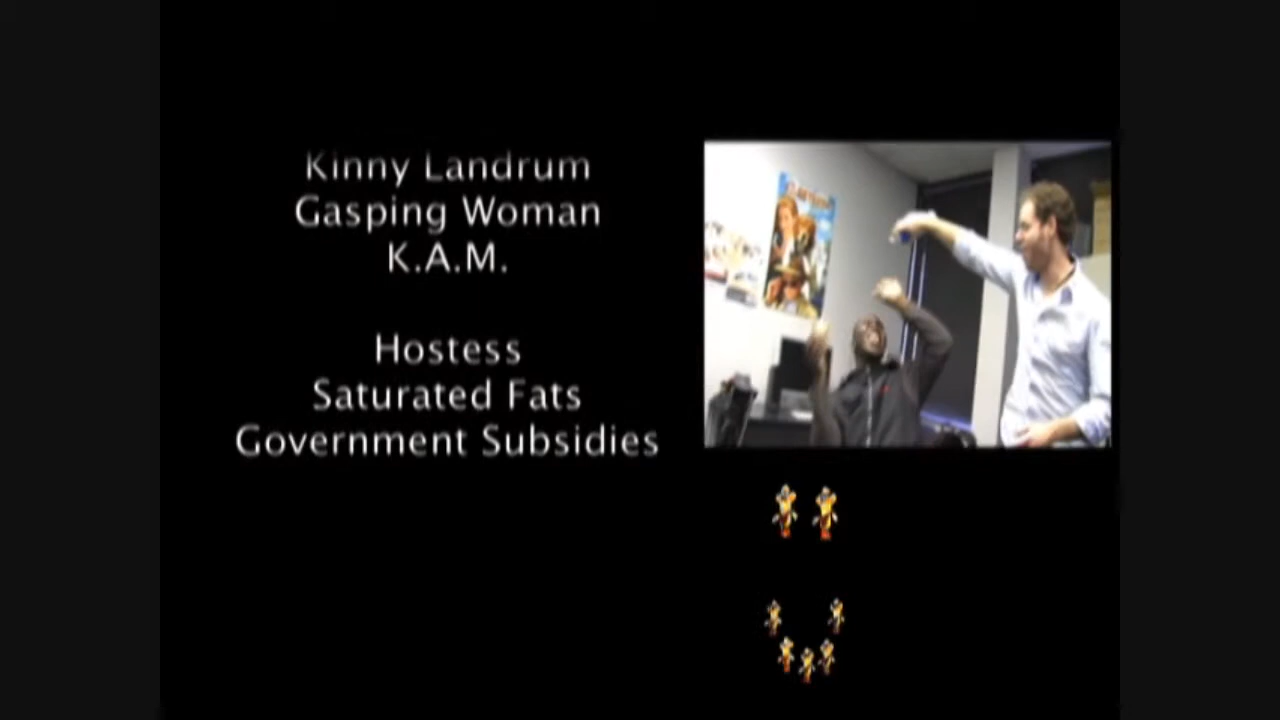 Kinny Landrum
Gasping Woman
K.A.M.
Hostess
Saturated Fats
Government Subsidies